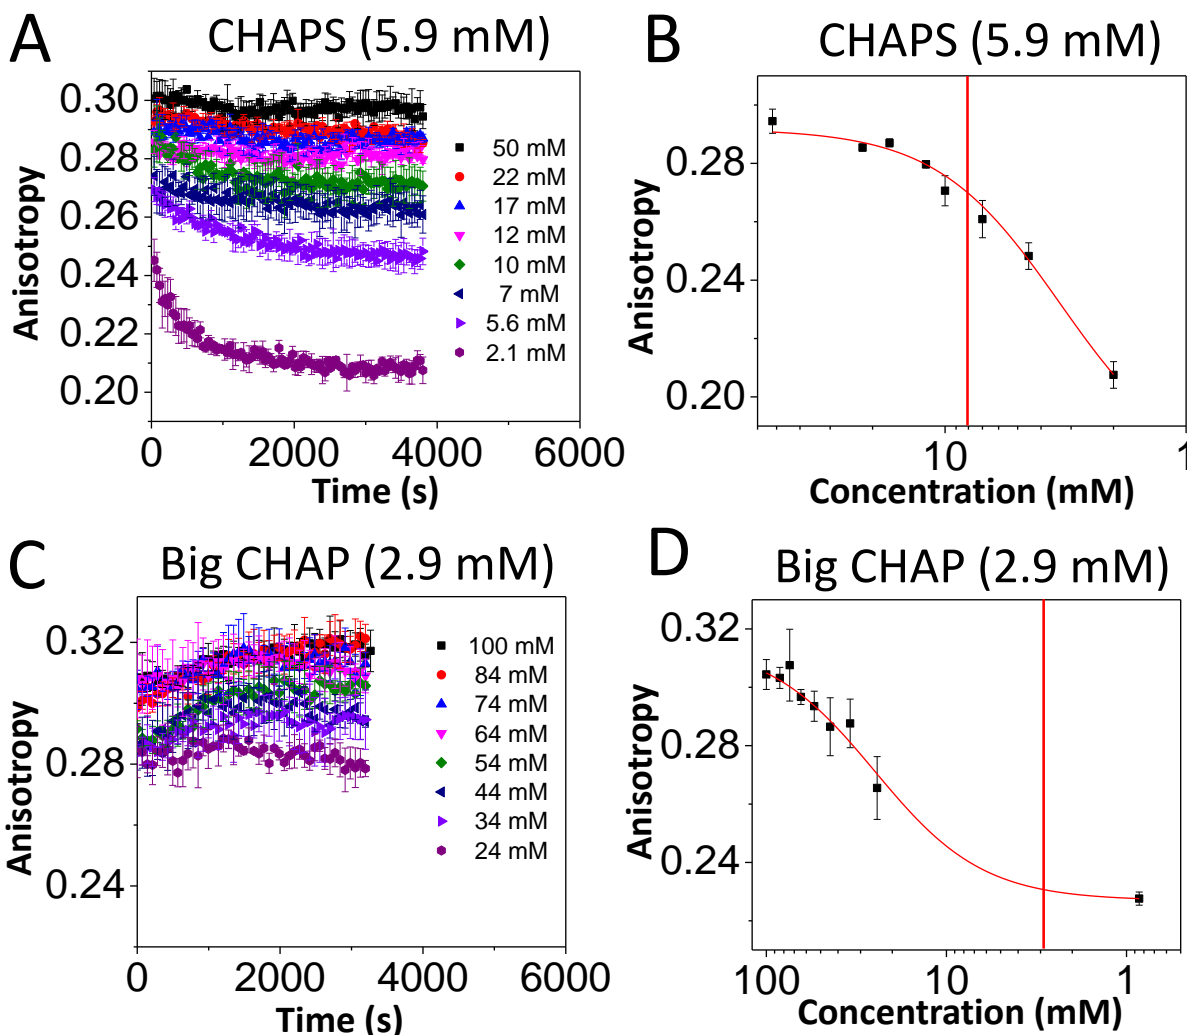 A
CHAPS (5.9 mM)
0.30
0.28
0.26
0.24
0.22
0.20
Anisotropy
50 mM
22 mM
17 mM
12 mM
10 mM
7 mM
5.6 mM
2.1 mM
0
2000
4000
6000
Time (s)
B
CHAPS (5.9 mM)
0.28
0.24
0.20
Anisotropy
10
1
Concentration (mM)
C
Big CHAP (2.9 mM)
0.32
0.28
0.24
Anisotropy
100 mM
84 mM
74 mM
64 mM
54 mM
44 mM
34 mM
24 mM
0
2000
4000
6000
Time (s)
D
Big CHAP (2.9 mM)
0.32
0.28
0.24
Anisotropy
100
10
1
Concentration (mM)